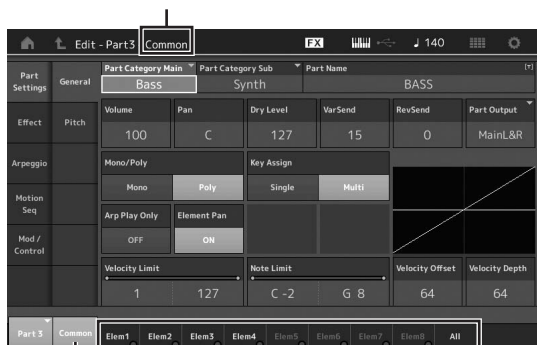 Edit - Part3 Common FX 140
Part Settings General Part Category Main Part Category Sub Part Name
Bass Synth BASS
Effect Pitch Volume Pan Dry Level VarSend RevSend Part Output
100 C 127 15 0 MainL&R
Arpeggio Mono/Poly Key Assign
Mono Poly Single Multi
Motion Seq Arp Play Only Element Pan
OFF ON
Mod / Control
Velocity Limit Note Limit Velocity Offset Velocity Depth
1 127 C -2 G 8 64 64
Part 3 Common Elem1 Elem2 Elem3 Elem4 Elem5 Elem6 Elem7 Elem8 All